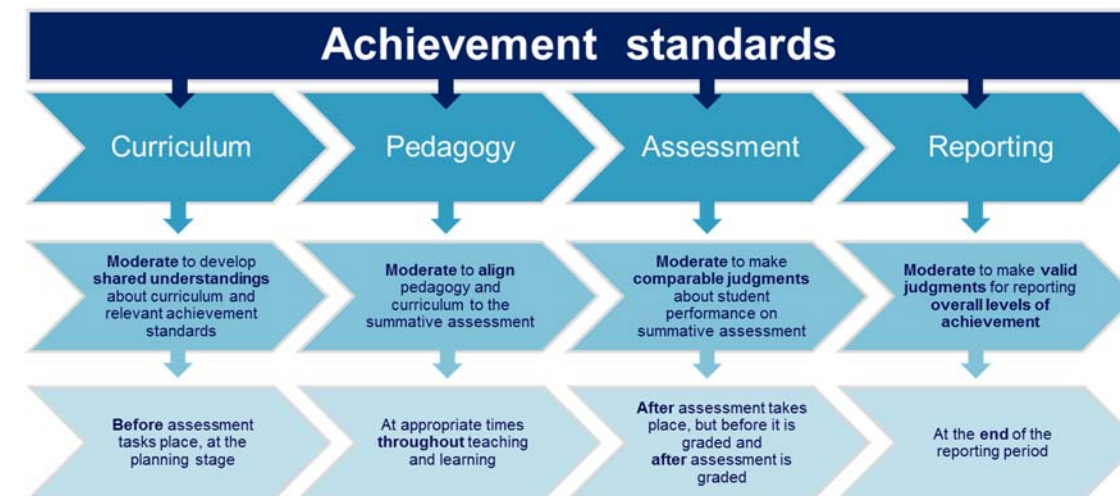 Achievement standards
Curriculum
Pedagogy
Assessment
Reporting
Moderate to develop
shared understandings
about curriculum and
relevant achievement
standards
Moderate to align
pedagogy and
curriculum to the
summative assessment
Moderate to make
comparable judgments
about student
performance on
summative assessment
Moderate to make valid
judgments for reporting
overall levels of
achievement
Before assessment
tasks place, at the
planning stage
At appropriate times
throughout teaching
and learning
After assessment takes
place, but before it is
graded and
after assessment is
graded
At the end of the
reporting period